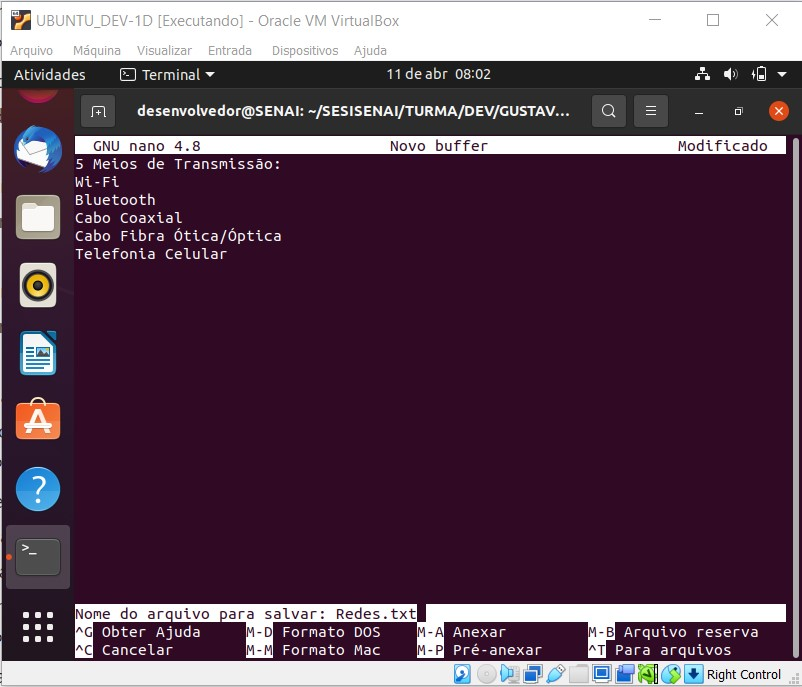 UBUNTU_DEV-1D [Executando] - Oracle VM VirtualBox
Arquivo Máquina Visualizar Entrada Dispositivos Ajuda
Atividades Terminal 11 de abr 08:02
desenvolvedor@SENAI: ~/SESISENAI/TURMA/DEV/GUSTAV...
GNU nano 4.8 Novo buffer Modificado
5 Meios de Transmissão:
Wi-Fi
Bluetooth
Cabo Coaxial
Cabo Fibra Ótica/Óptica
Telefonia Celular
Nome do arquivo para salvar: Redes.txt
^G Obter Ajuda M-D Formato DOS M-A Anexar M-B Arquivo reserva
^C Cancelar M-M Formato Mac M-P Pré-anexar ^T Para arquivos
Right Control